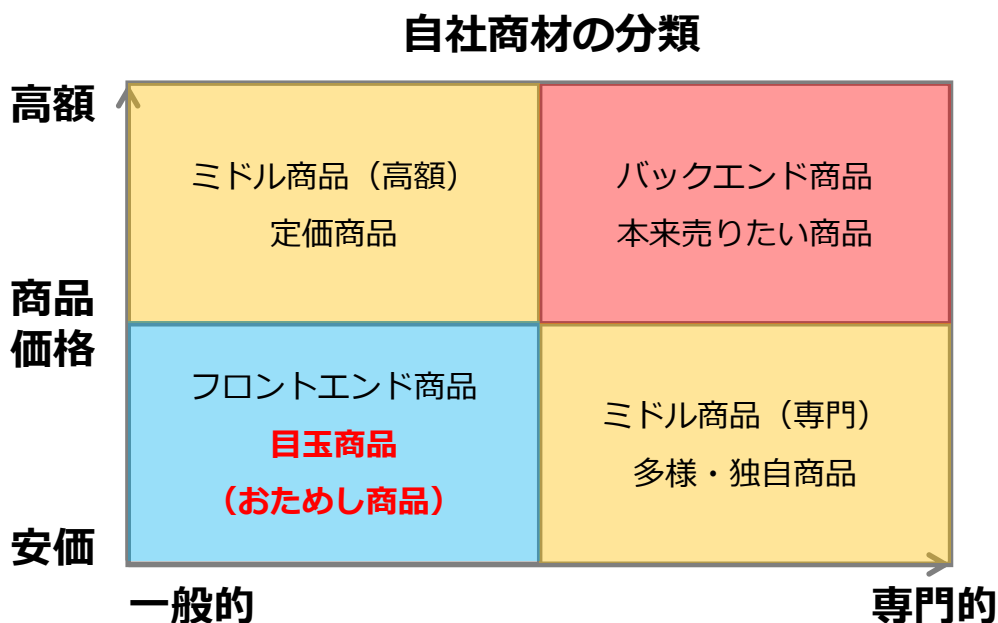 自社商材の分類
高額
ミドル商品（高額）
定価商品
バックエンド商品
本来売りたい商品
商品
価格
フロントエンド商品
目玉商品
（おためし商品）
ミドル商品（専門）
多様・独自商品
安価
一般的
専門的